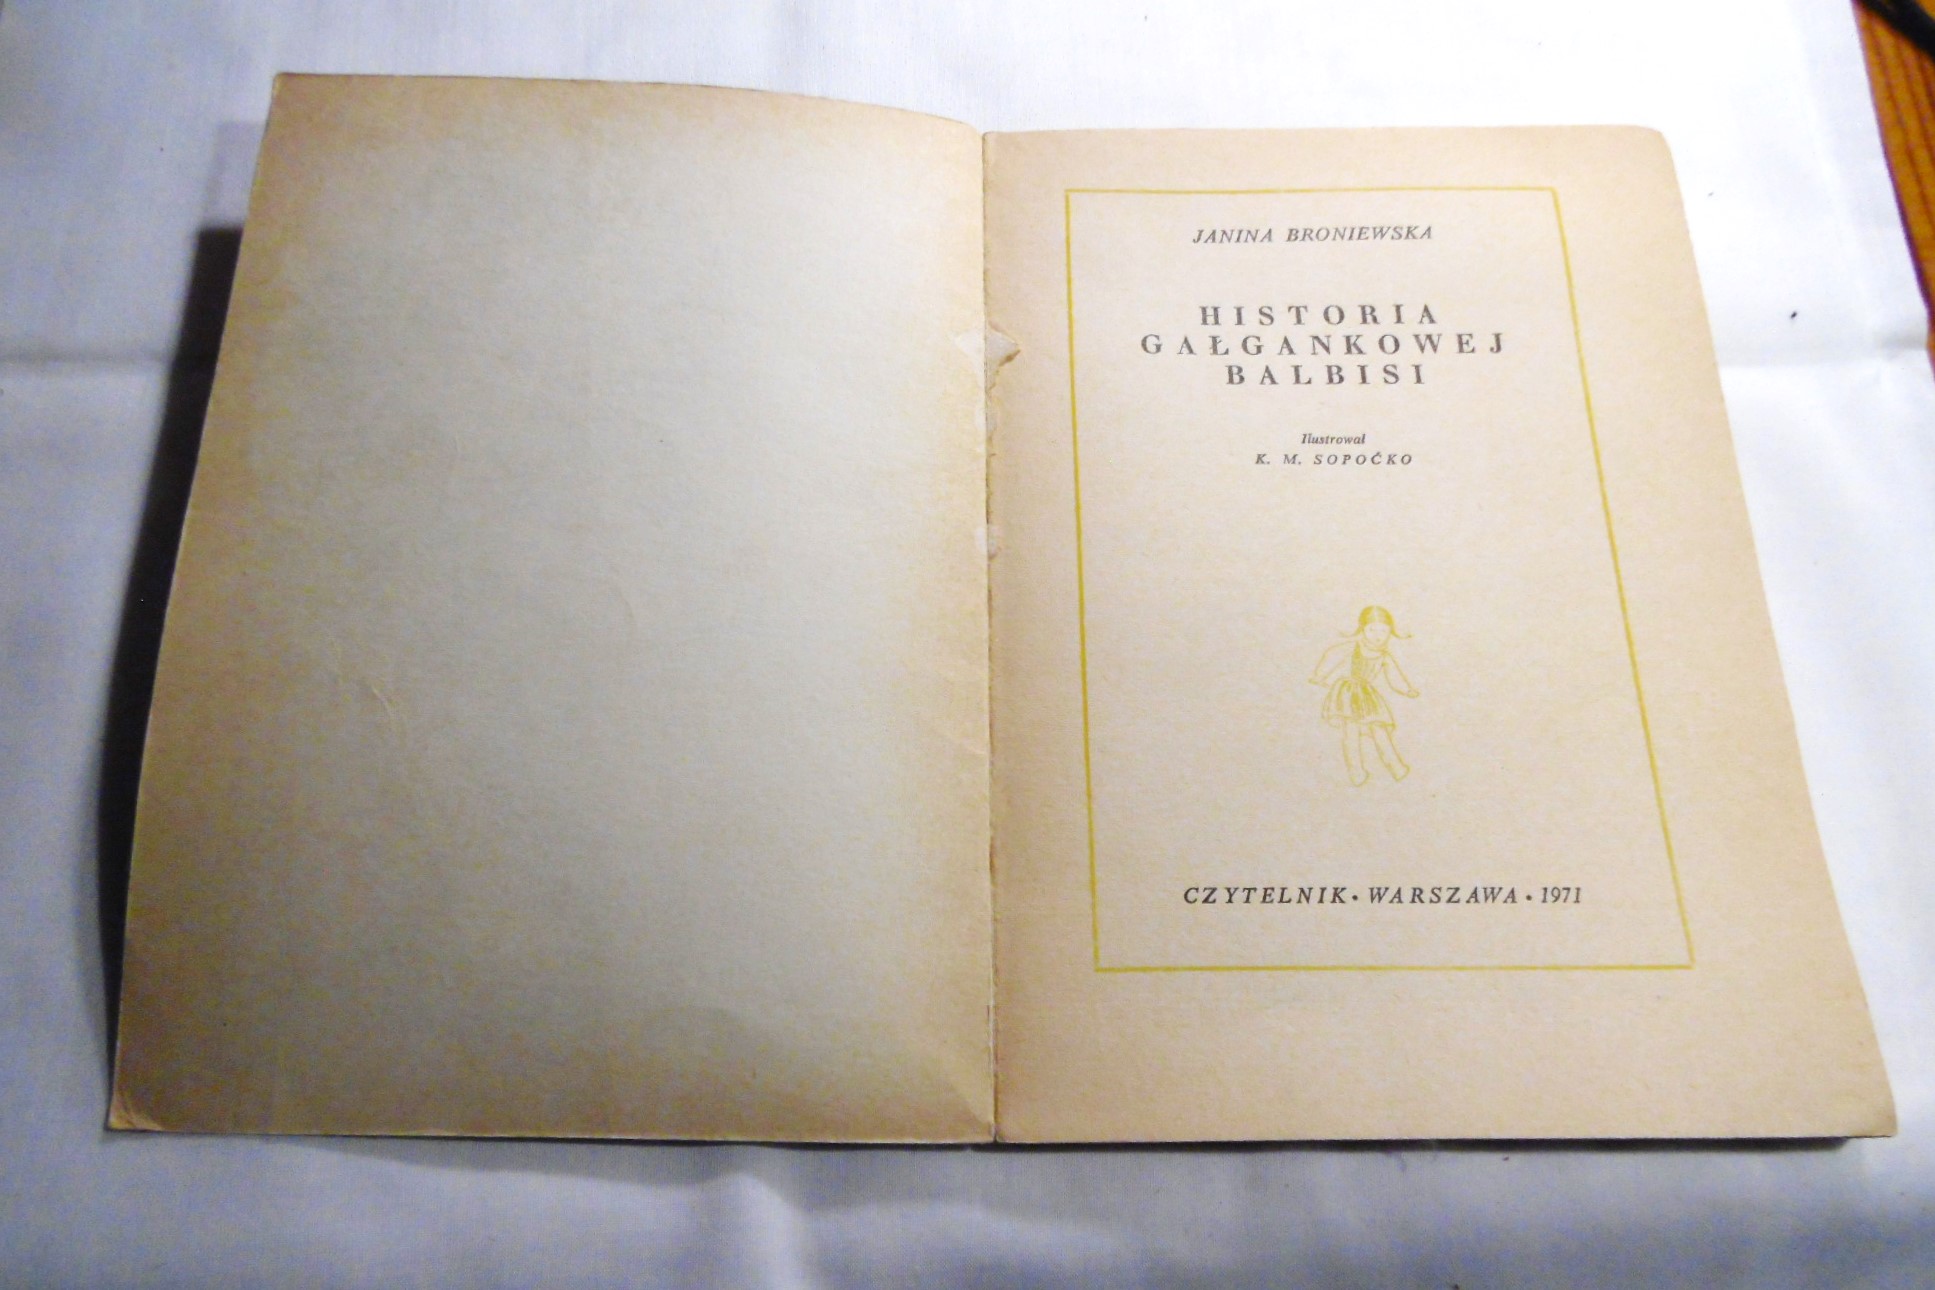 JANINA BRONIEWSKA
HISTORIA
GAŁGANKOWEJ
BALBISI
Ilustrował
K. M. SOPOĆKO
CZYTELNIK • WARSZAWA • 1971